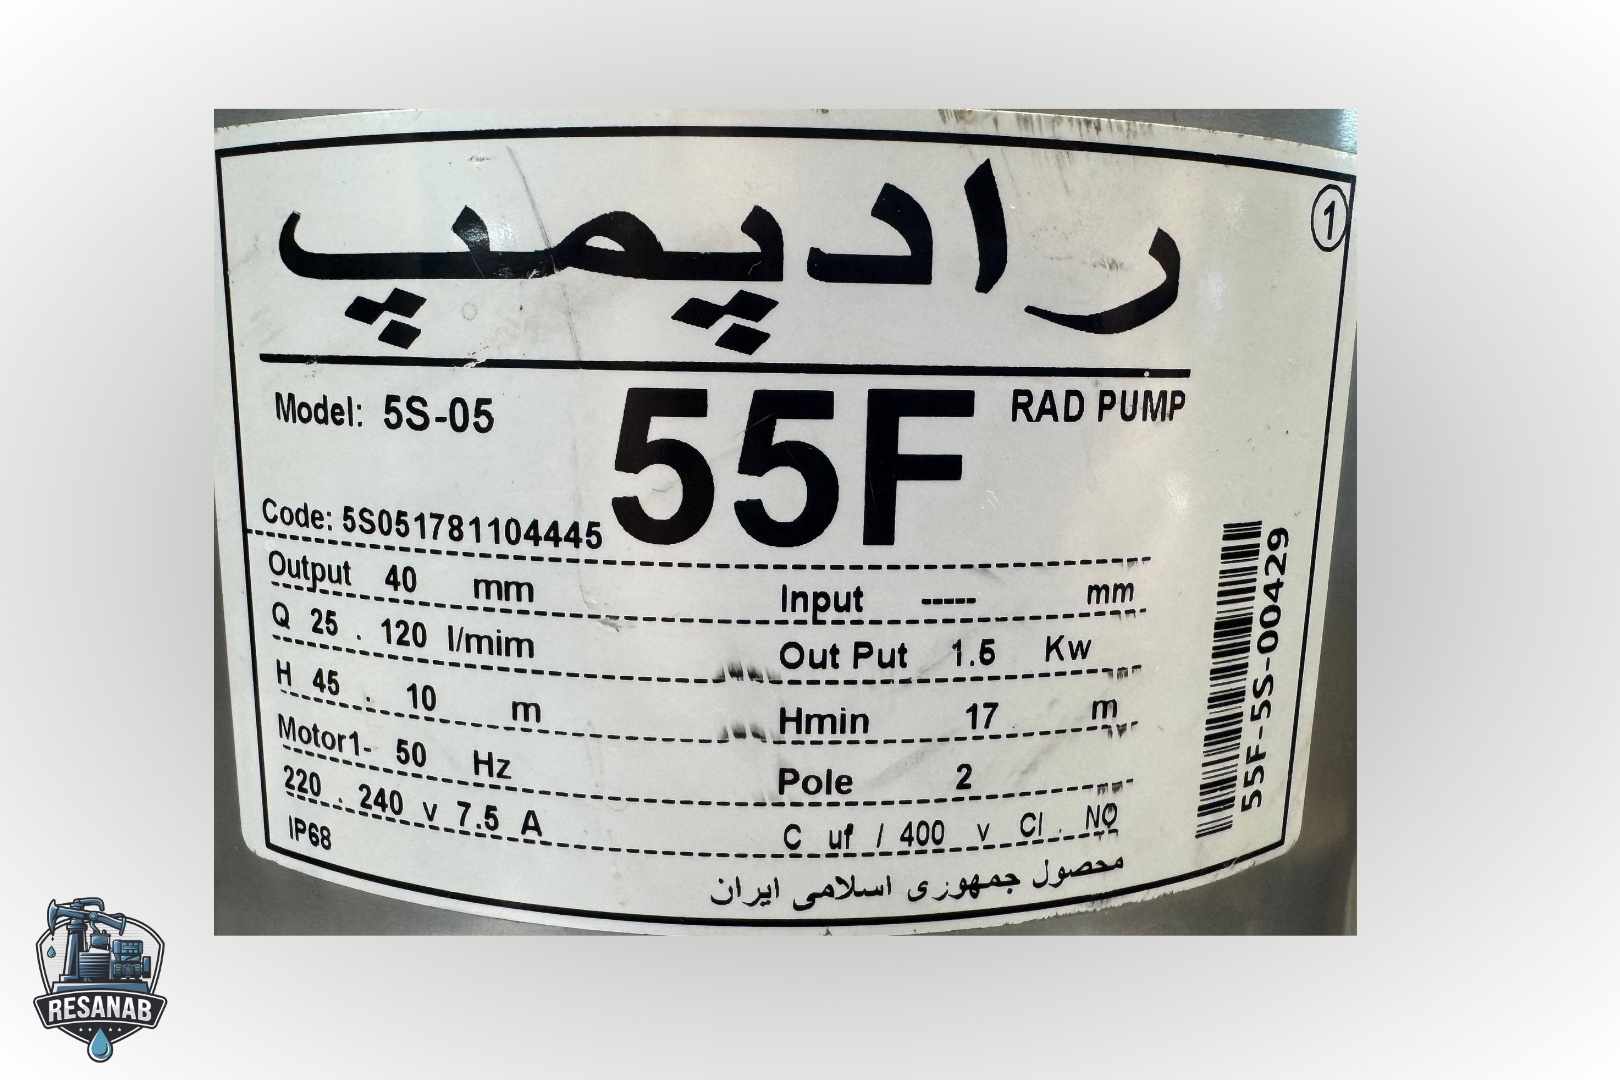 رادپمپ
1
Model: 5S-05
55F
RAD PUMP
Code: 5S051781104445
Output 40 mm
Input ----- mm
Q 25 . 120 l/mim
Out Put 1.5 Kw
H 45 . 10 m
Hmin 17 m
Motor1- 50 Hz
Pole 2
220 . 240 v 7.5 A
C uf / 400 v Cl . NO
IP68
محصول جمهوری اسلامی ایران
55F-5S-00429
RESANAB